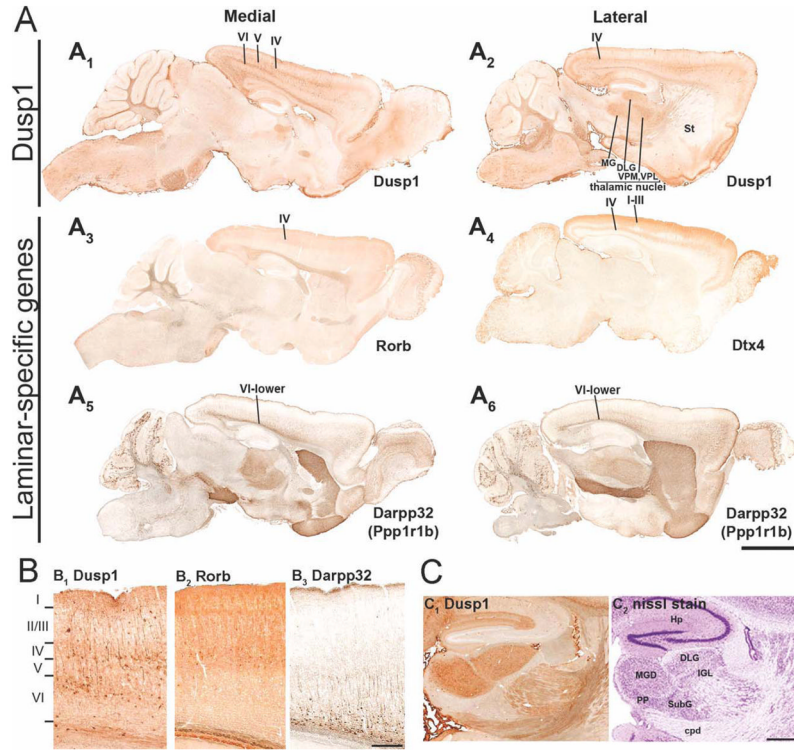 A
Medial
Lateral
Dusp1
Laminar-specific genes
A1
VI V IV
Dusp1
A2
IV
St
MG
DLG
VPM,VPL
thalamic nuclei
Dusp1
A3
IV
Rorb
A4
IV
I-III
Dtx4
A5
VI-lower
Darpp32
(Ppp1r1b)
A6
VI-lower
Darpp32
(Ppp1r1b)
B
B1 Dusp1
B2 Rorb
B3 Darpp32
I
II/III
IV
V
VI
C
C1 Dusp1
C2 nissl stain
Hp
DLG
IGL
MGD
PP
SubG
cpd